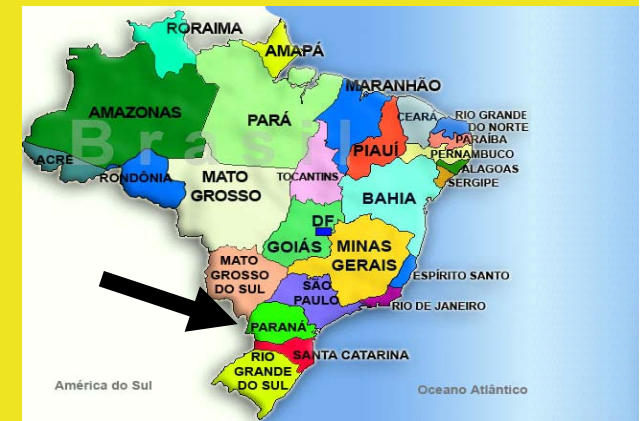 RORAIMA
AMAPÁ
AMAZONAS
PARÁ
MARANHÃO
CEARÁ
RIO GRANDE
DO NORTE
PARAÍBA
PERNAMBUCO
ALAGOAS
SERGIPE
PIAUÍ
Brasil
ACRE
RONDÔNIA
MATO
GROSSO
TOCANTINS
BAHIA
DF
GOIÁS
MINAS
GERAIS
MATO
GROSSO
DO SUL
ESPÍRITO SANTO
SÃO
PAULO
RIO DE JANEIRO
PARANÁ
SANTA CATARINA
RIO
GRANDE
DO SUL
América do Sul
Oceano Atlântico